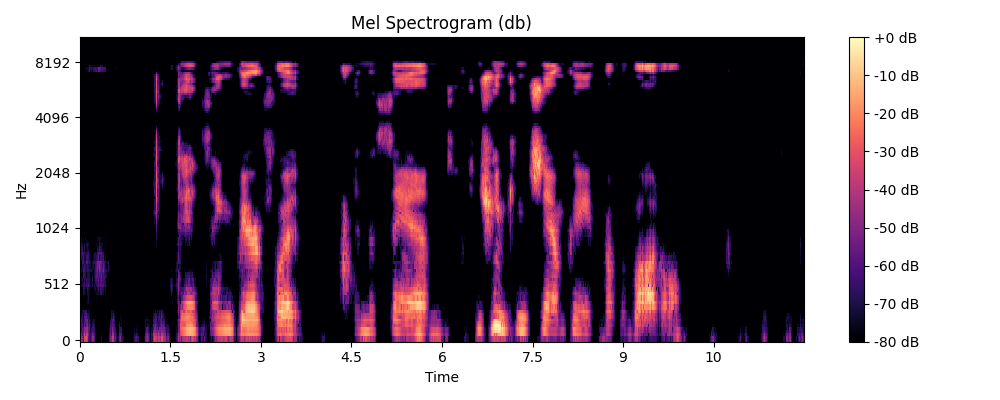 Mel Spectrogram (db)
Hz
8192
4096
2048
1024
512
0
0 1.5 3 4.5 6 7.5 9 10
Time
+0 dB
-10 dB
-20 dB
-30 dB
-40 dB
-50 dB
-60 dB
-70 dB
-80 dB